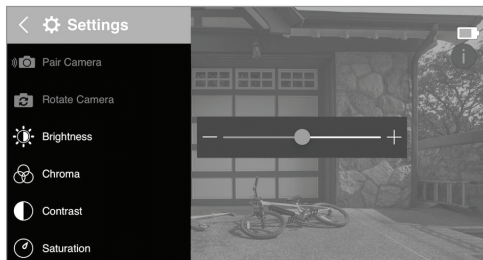 Settings
Pair Camera
Rotate Camera
Brightness
Chroma
Contrast
Saturation